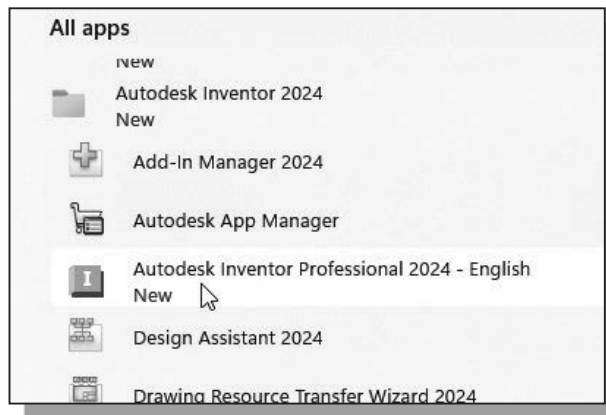 All apps
New
Autodesk Inventor 2024
New
Add-In Manager 2024
Autodesk App Manager
I
Autodesk Inventor Professional 2024 - English
New
Design Assistant 2024
Drawing Resource Transfer Wizard 2024